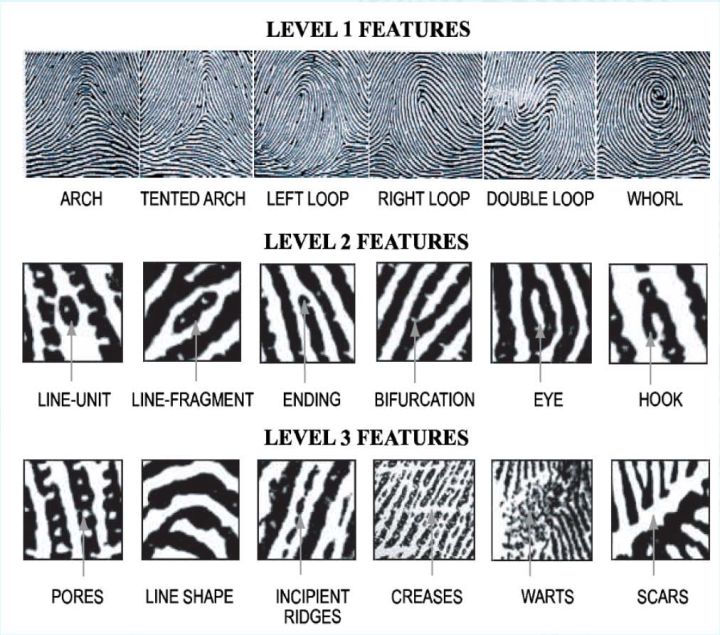 LEVEL 1 FEATURES
ARCH TENTED ARCH LEFT LOOP RIGHT LOOP DOUBLE LOOP WHORL
LEVEL 2 FEATURES
LINE-UNIT LINE-FRAGMENT ENDING BIFURCATION EYE HOOK
LEVEL 3 FEATURES
PORES LINE SHAPE INCIPIENT RIDGES CREASES WARTS SCARS